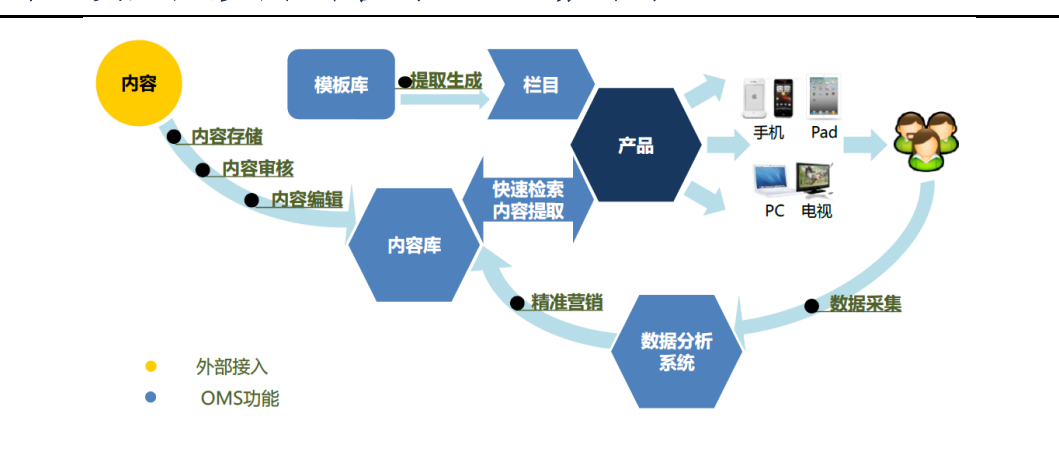 内容
模板库
提取生成
栏目
产品
手机
Pad
内容存储
内容审核
内容编辑
快速检索
内容提取
PC
电视
内容库
精准营销
数据采集
数据分析
系统
外部接入
OMS功能